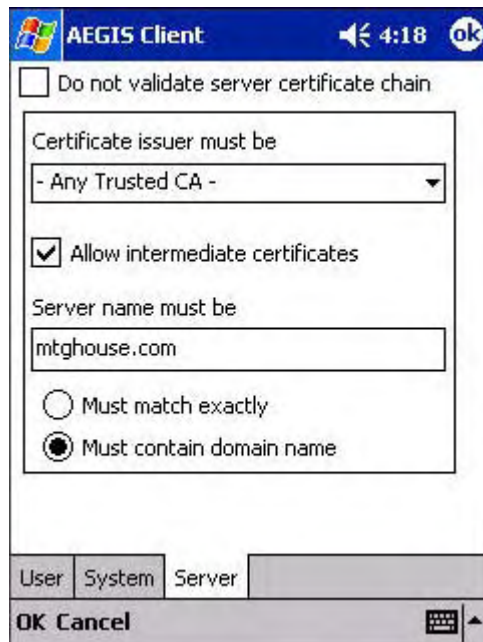 AEGIS Client 4:18 ok
Do not validate server certificate chain
Certificate issuer must be
- Any Trusted CA -
Allow intermediate certificates
Server name must be
mtghouse.com
Must match exactly
Must contain domain name
User System Server
OK Cancel